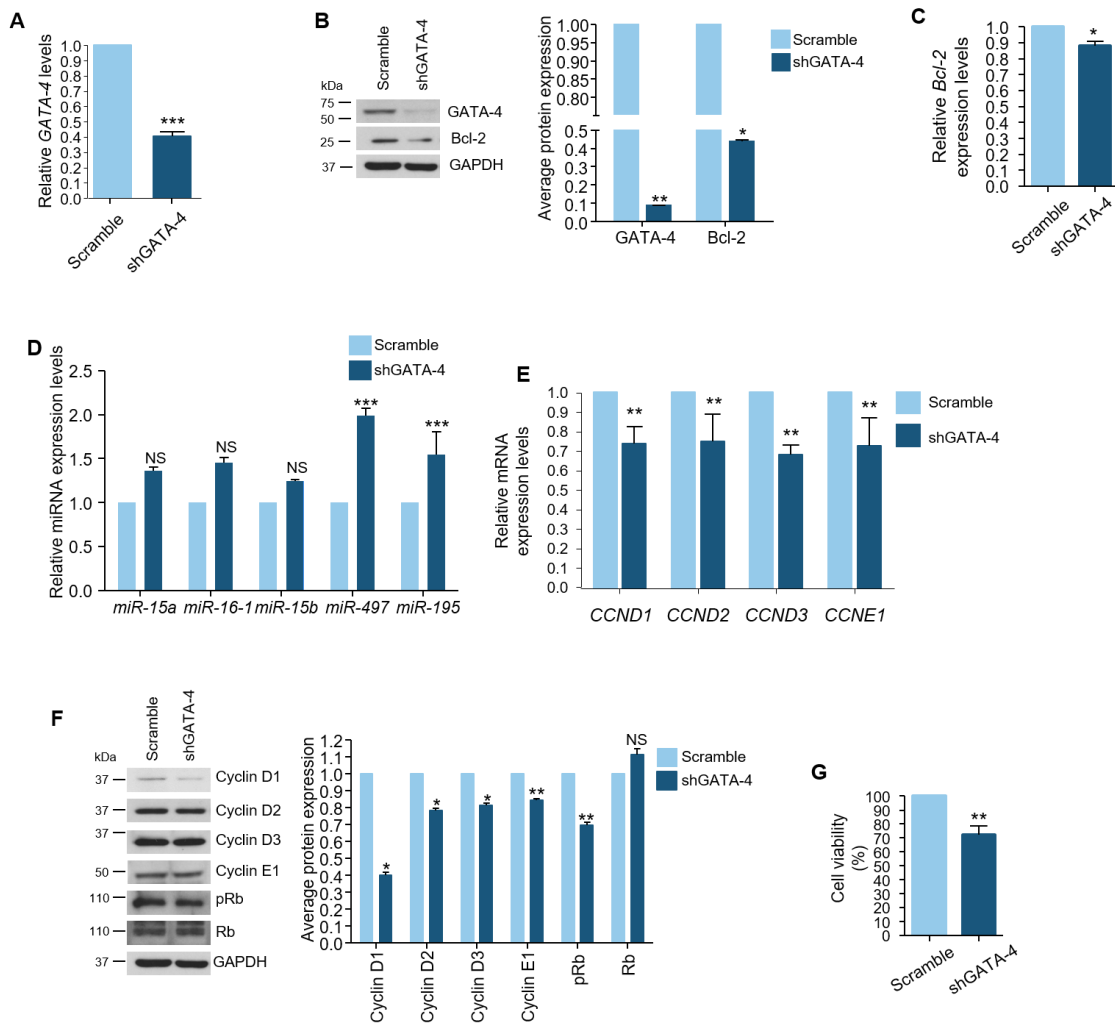 A
Relative GATA-4 levels
1.0
0.9
0.8
0.7
0.6
0.5
0.4
0.3
0.2
0.1
0.0
***
Scramble
shGATA-4
B
Scramble
shGATA-4
kDa
75
50
25
37
GATA-4
Bcl-2
GAPDH
Average protein expression
1.00
0.95
0.90
0.85
0.80
0.5
0.4
0.3
0.2
0.1
0.0
**
*
GATA-4
Bcl-2
Scramble
shGATA-4
C
Relative Bcl-2
expression levels
1.0
0.9
0.8
0.7
0.6
0.5
0.4
0.3
0.2
0.1
0.0
*
Scramble
shGATA-4
D
Relative miRNA expression levels
Scramble
shGATA-4
2.5
2.0
1.5
1.0
0.5
0.0
NS
NS
NS
***
***
miR-15a
miR-16-1
miR-15b
miR-497
miR-195
E
Relative mRNA
expression levels
1.0
0.9
0.8
0.7
0.6
0.5
0.4
0.3
0.2
0.1
0.0
**
**
**
**
CCND1
CCND2
CCND3
CCNE1
Scramble
shGATA-4
F
Scramble
shGATA-4
kDa
37
37
37
50
110
110
37
Cyclin D1
Cyclin D2
Cyclin D3
Cyclin E1
pRb
Rb
GAPDH
Average protein expression
1.2
1.1
1.0
0.9
0.8
0.7
0.6
0.5
0.4
0.3
0.2
0.1
0.0
*
*
*
**
**
NS
Cyclin D1
Cyclin D2
Cyclin D3
Cyclin E1
pRb
Rb
Scramble
shGATA-4
G
Cell viability
(%)
100
90
80
70
60
50
40
30
20
10
0
**
Scramble
shGATA-4